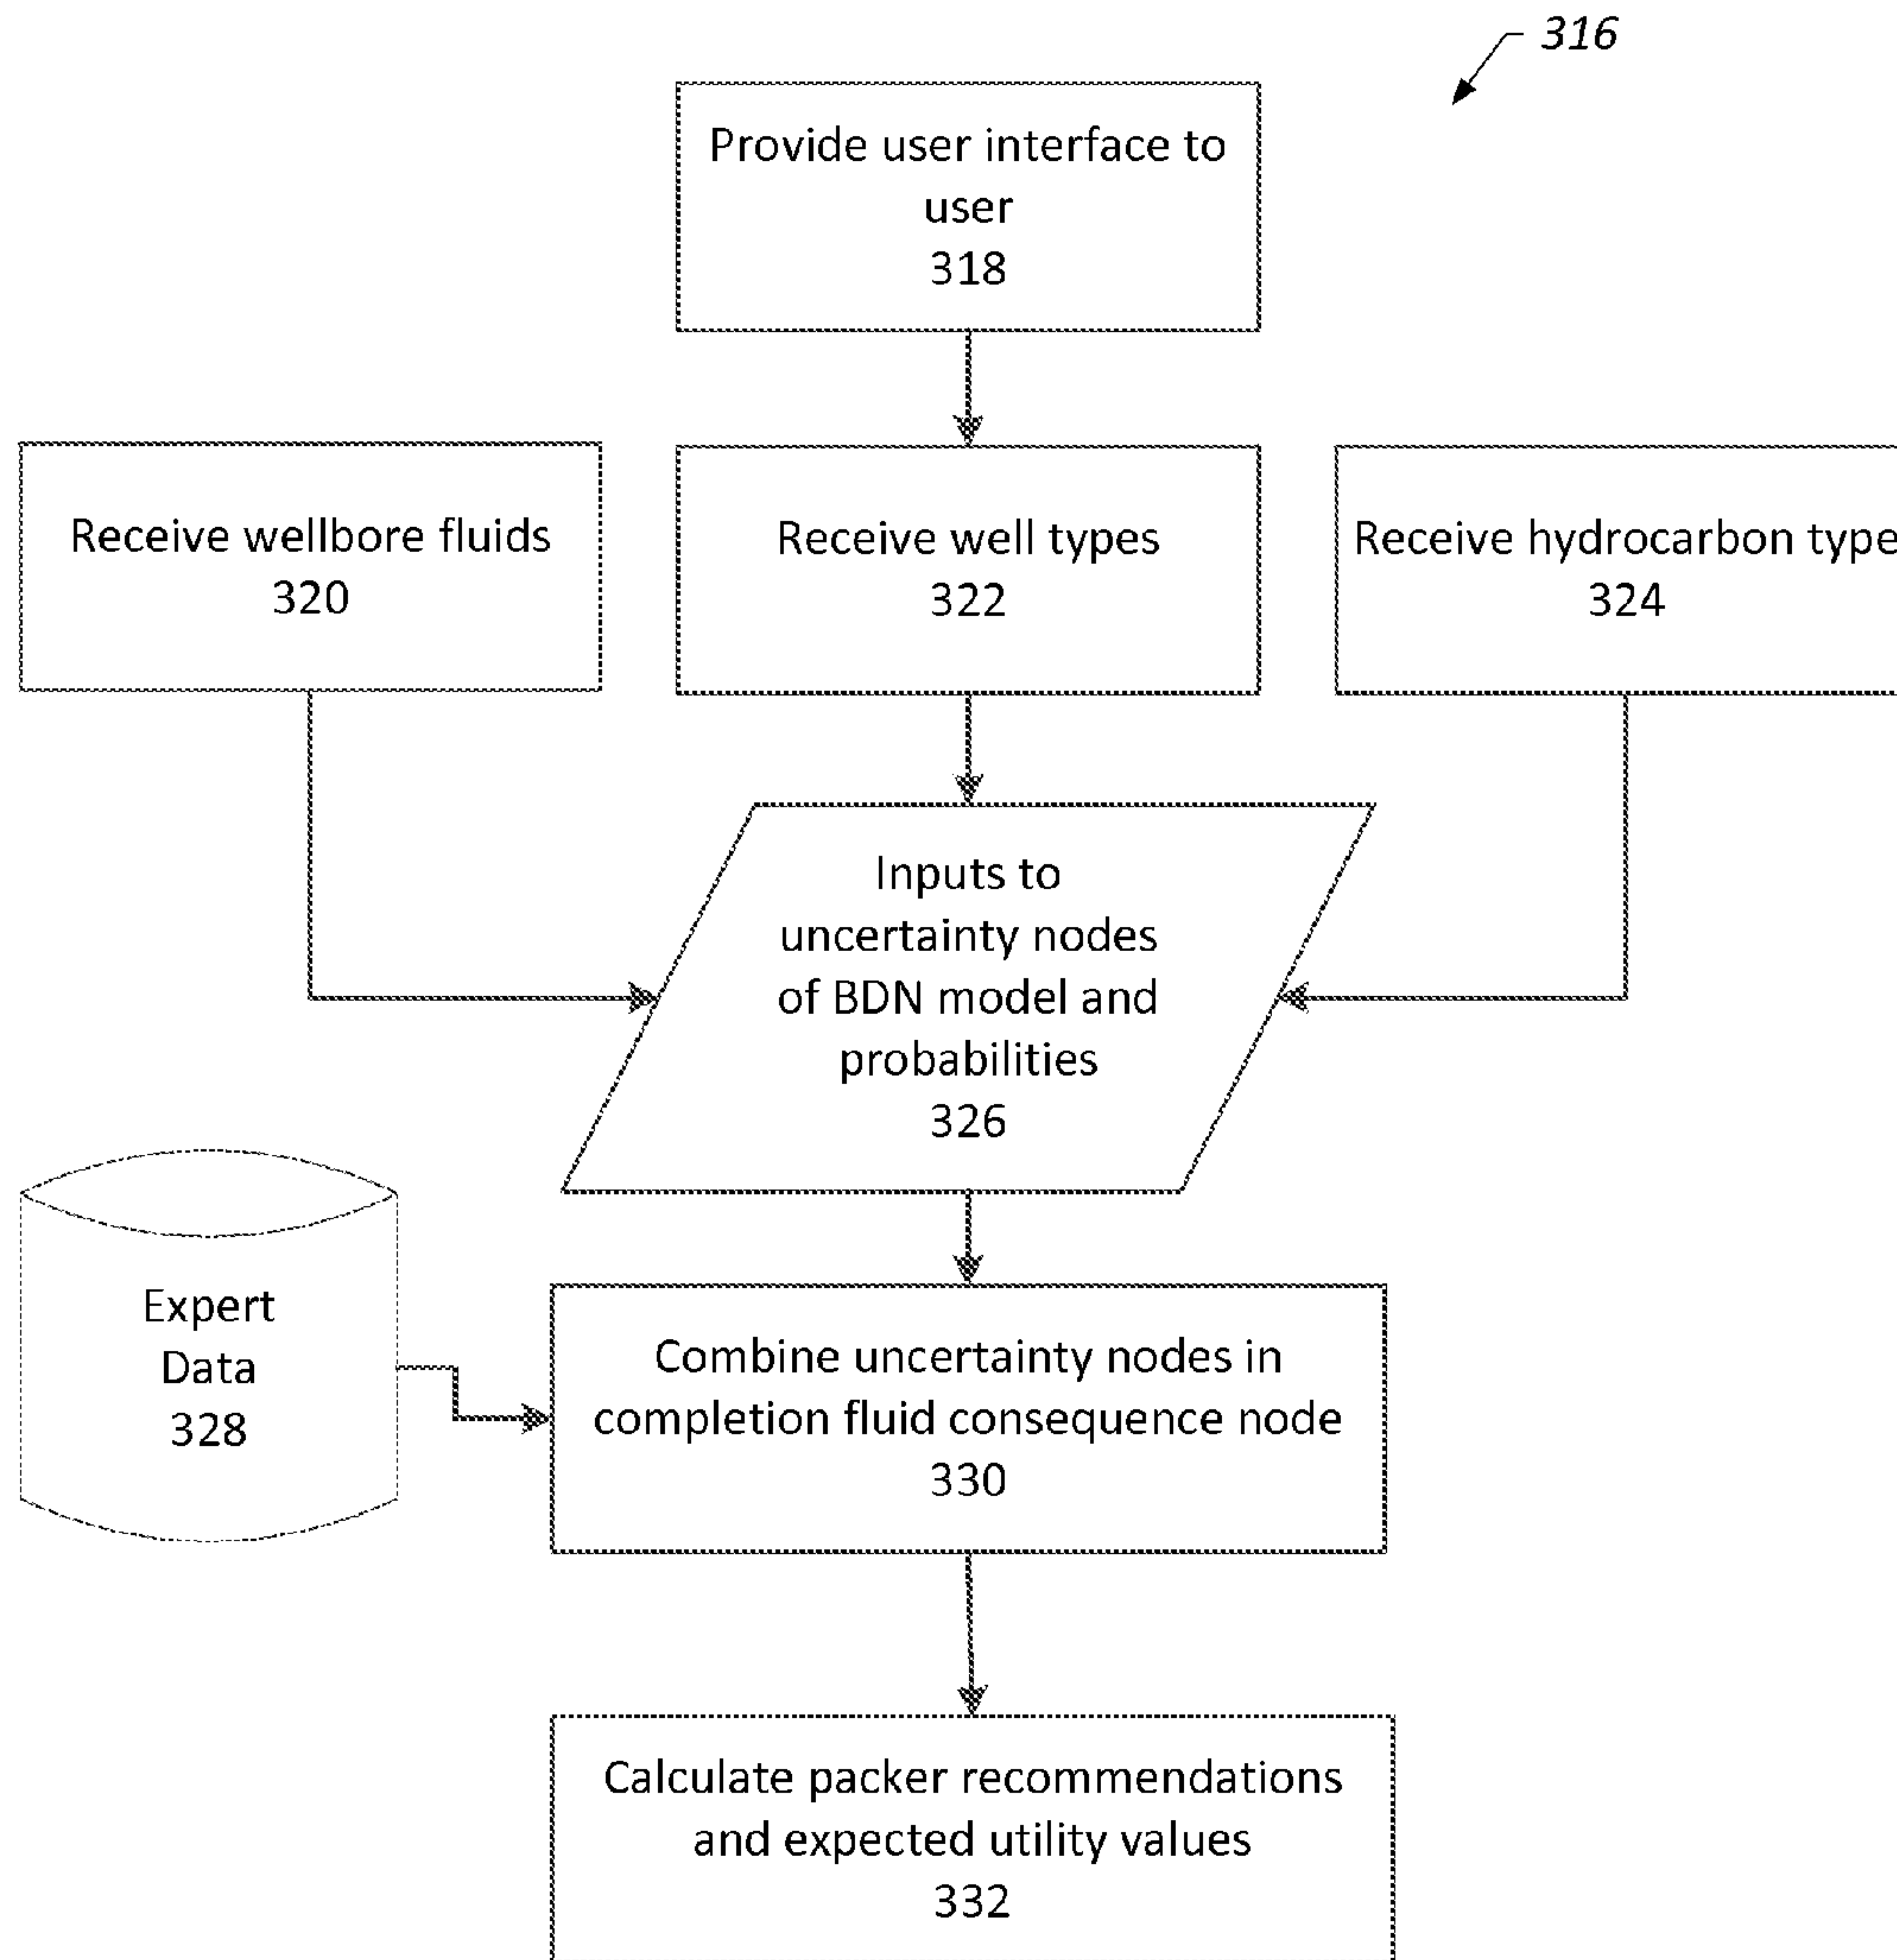 316
Provide user interface to
user
318
Receive wellbore fluids
320
Receive well types
322
Receive hydrocarbon type
324
Inputs to
uncertainty nodes
of BDN model and
probabilities
326
Expert
Data
328
Combine uncertainty nodes in
completion fluid consequence node
330
Calculate packer recommendations
and expected utility values
332